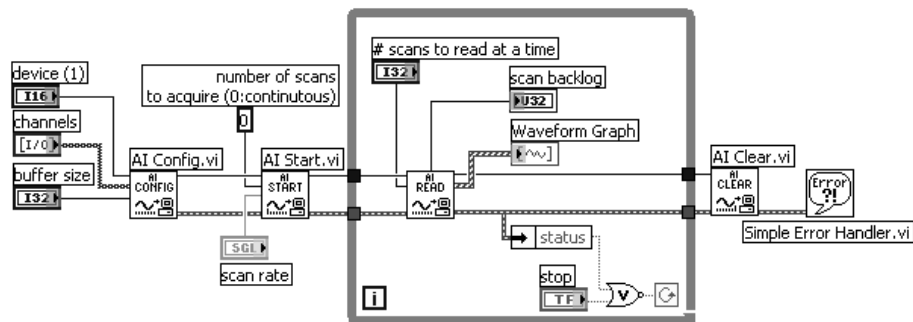 # scans to read at a time
I32
device (1)
I16
number of scans
to acquire (0:continutous)
0
scan backlog
U32
channels
[I/O]
Waveform Graph
AI Config.vi
AI Start.vi
AI Clear.vi
buffer size
I32
AI
CONFIG
AI
START
AI
READ
AI
CLEAR
Error
?!
Simple Error Handler.vi
SGL
scan rate
status
stop
TF
V
i